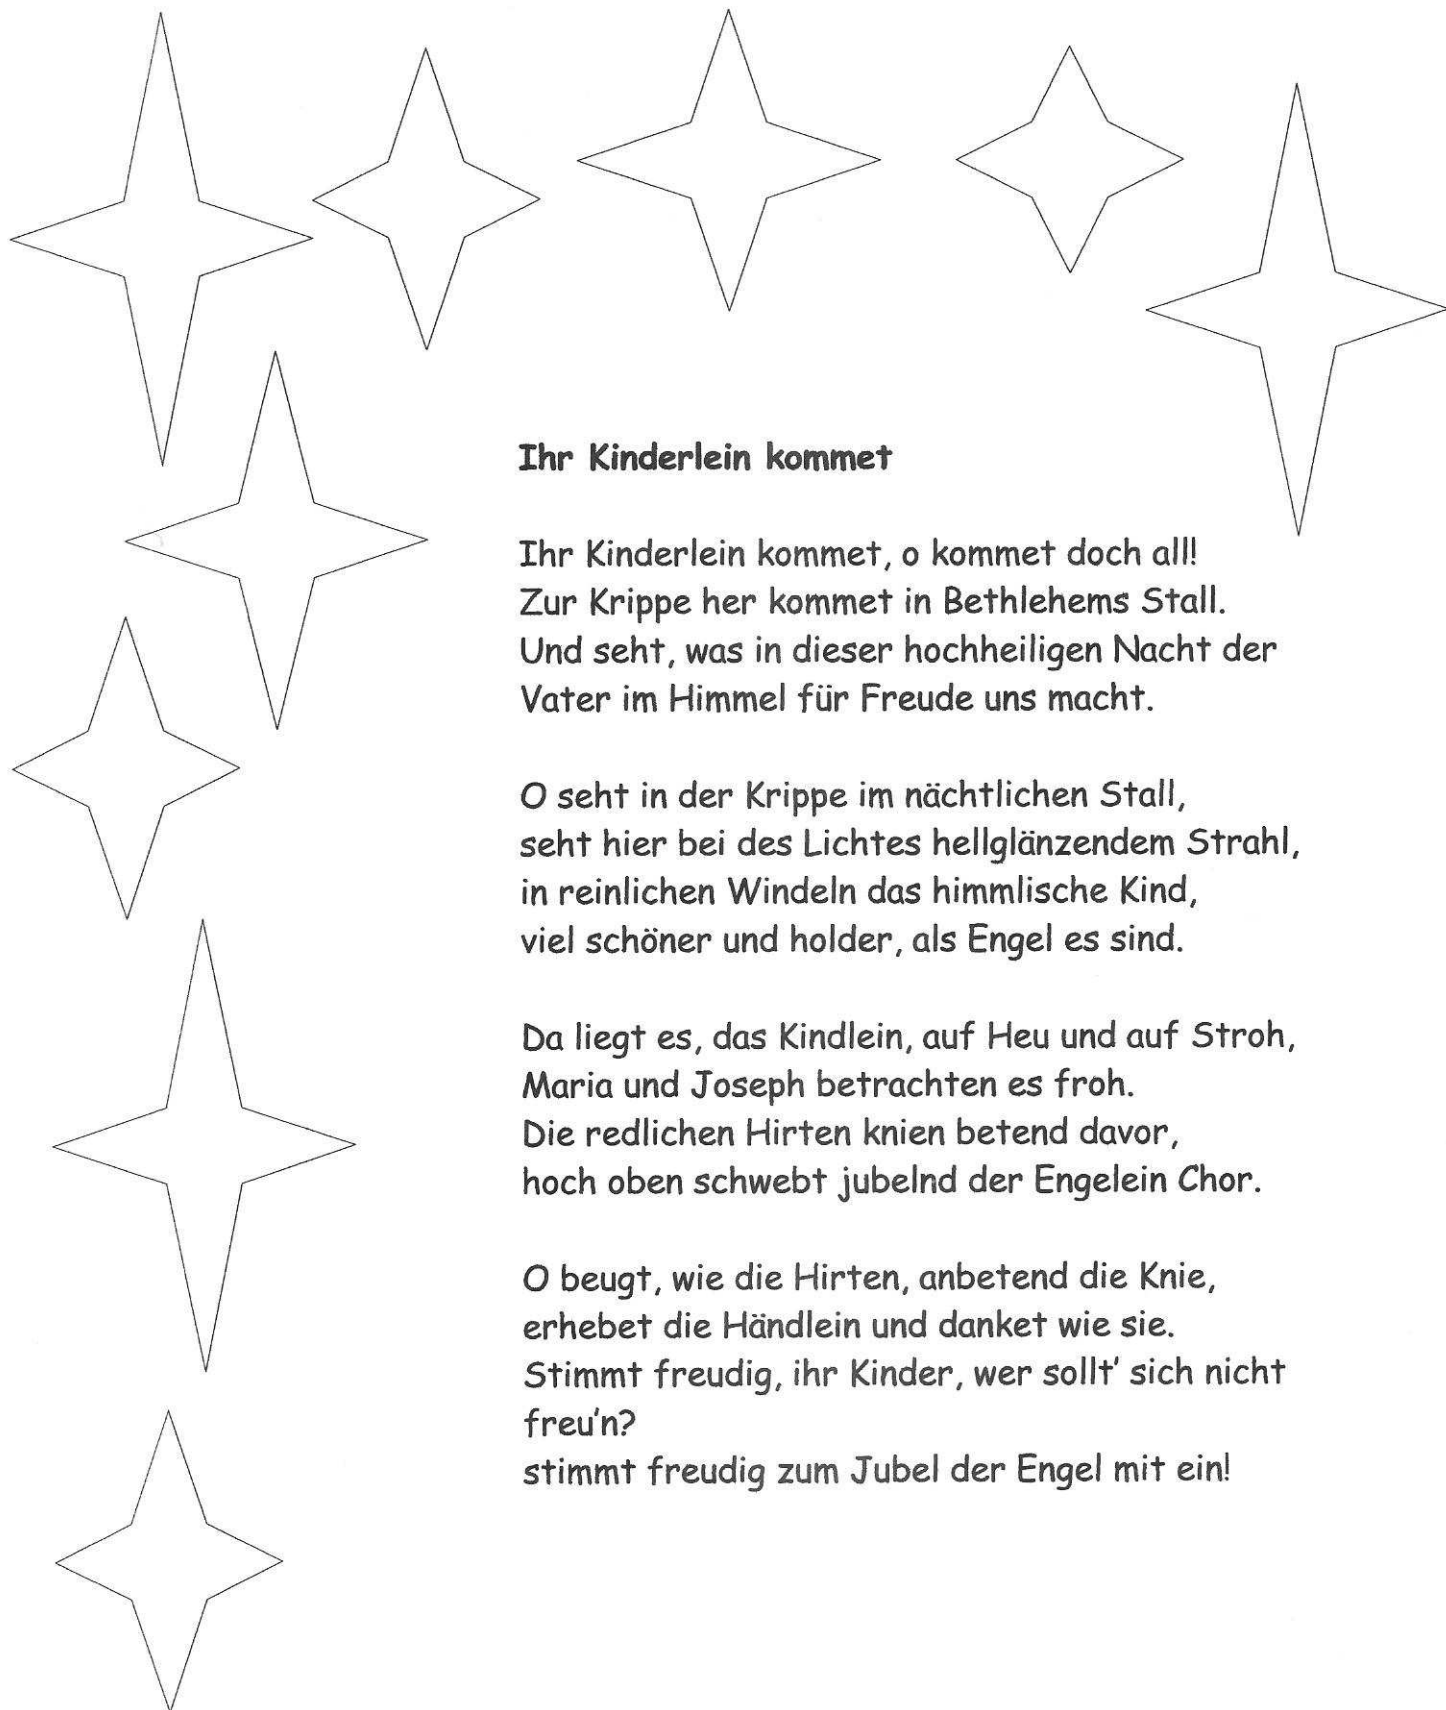 Ihr Kinderlein kommet
Ihr Kinderlein kommet, o kommet doch all!
Zur Krippe her kommet in Bethlehems Stall.
Und seht, was in dieser hochheiligen Nacht der
Vater im Himmel für Freude uns macht.
O seht in der Krippe im nächtlichen Stall,
seht hier bei des Lichtes hellglänzendem Strahl,
in reinlichen Windeln das himmlische Kind,
viel schöner und holder, als Engel es sind.
Da liegt es, das Kindlein, auf Heu und auf Stroh,
Maria und Joseph betrachten es froh.
Die redlichen Hirten knien betend davor,
hoch oben schwebt jubelnd der Engelein Chor.
O beugt, wie die Hirten, anbetend die Knie,
erhebet die Händlein und danket wie sie.
Stimmt freudig, ihr Kinder, wer sollt' sich nicht
freu'n?
stimmt freudig zum Jubel der Engel mit ein!